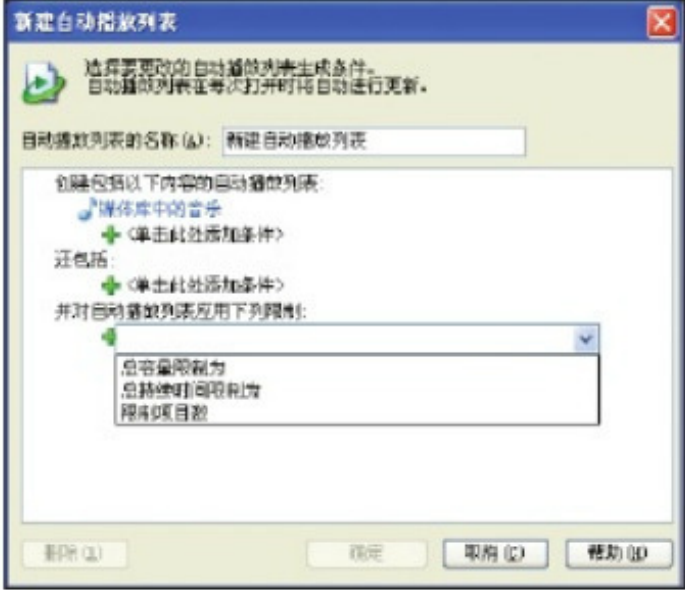 新建自动播放列表
选择要更改的自动播放列表生成条件。
自动播放列表在每次打开时将自动进行更新。
自动播放列表的名称(A): 新建自动播放列表
创建包括以下内容的自动播放列表:
媒体库中的音乐
<单击此处添加条件>
还包括:
<单击此处添加条件>
并对自动播放列表应用下列限制:
总容量限制为
总持续时间限制为
限制项目数
删除(L) 确定 取消(C) 帮助(H)